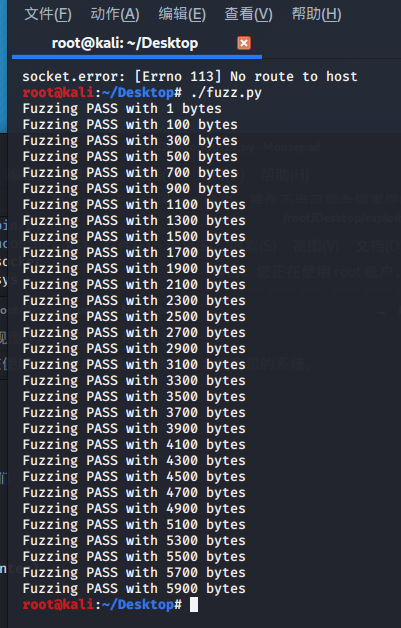 文件(F) 动作(A) 编辑(E) 查看(V) 帮助(H)
root@kali: ~/Desktop
socket.error: [Errno 113] No route to host
root@kali:~/Desktop# ./fuzz.py
Fuzzing PASS with 1 bytes
Fuzzing PASS with 100 bytes
Fuzzing PASS with 300 bytes
Fuzzing PASS with 500 bytes
Fuzzing PASS with 700 bytes
Fuzzing PASS with 900 bytes
Fuzzing PASS with 1100 bytes
Fuzzing PASS with 1300 bytes
Fuzzing PASS with 1500 bytes
Fuzzing PASS with 1700 bytes
Fuzzing PASS with 1900 bytes
Fuzzing PASS with 2100 bytes
Fuzzing PASS with 2300 bytes
Fuzzing PASS with 2500 bytes
Fuzzing PASS with 2700 bytes
Fuzzing PASS with 2900 bytes
Fuzzing PASS with 3100 bytes
Fuzzing PASS with 3300 bytes
Fuzzing PASS with 3500 bytes
Fuzzing PASS with 3700 bytes
Fuzzing PASS with 3900 bytes
Fuzzing PASS with 4100 bytes
Fuzzing PASS with 4300 bytes
Fuzzing PASS with 4500 bytes
Fuzzing PASS with 4700 bytes
Fuzzing PASS with 4900 bytes
Fuzzing PASS with 5100 bytes
Fuzzing PASS with 5300 bytes
Fuzzing PASS with 5500 bytes
Fuzzing PASS with 5700 bytes
Fuzzing PASS with 5900 bytes
root@kali:~/Desktop#